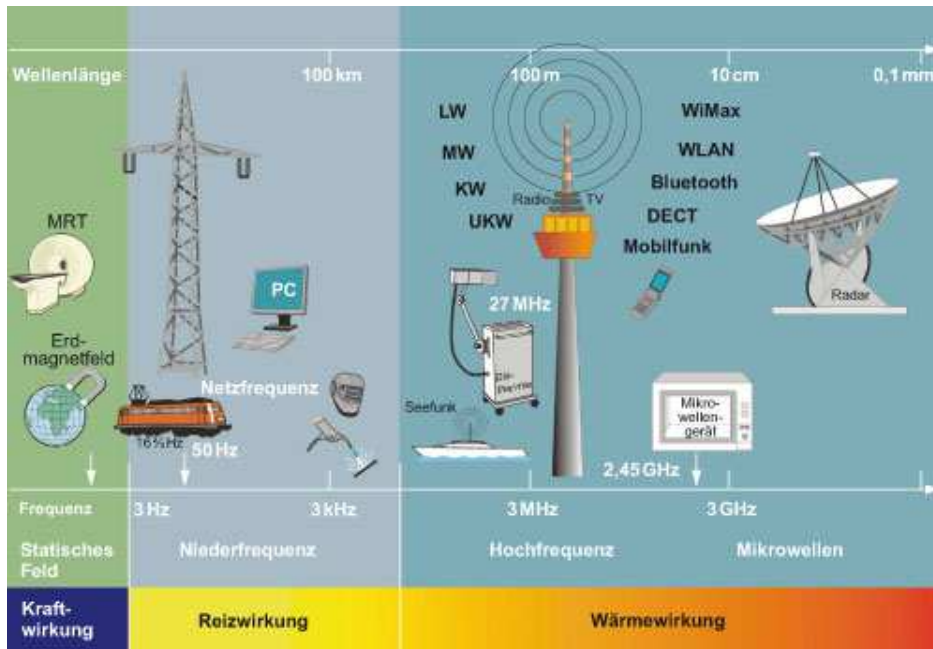 Wellenlänge 100 km 100 m 10 cm 0,1 mm
LW
MW
KW
UKW
Radio TV
WiMax
WLAN
Bluetooth
DECT
Mobilfunk
MRT
PC
27 MHz
Radar
Erd-
magnetfeld
Netzfrequenz
16⅔ Hz
50 Hz
Seefunk
Mikro-
wellen-
gerät
2,45 GHz
Frequenz 3 Hz 3 kHz 3 MHz 3 GHz
Statisches
Feld
Niederfrequenz
Hochfrequenz
Mikrowellen
Kraft-
wirkung
Reizwirkung
Wärmewirkung